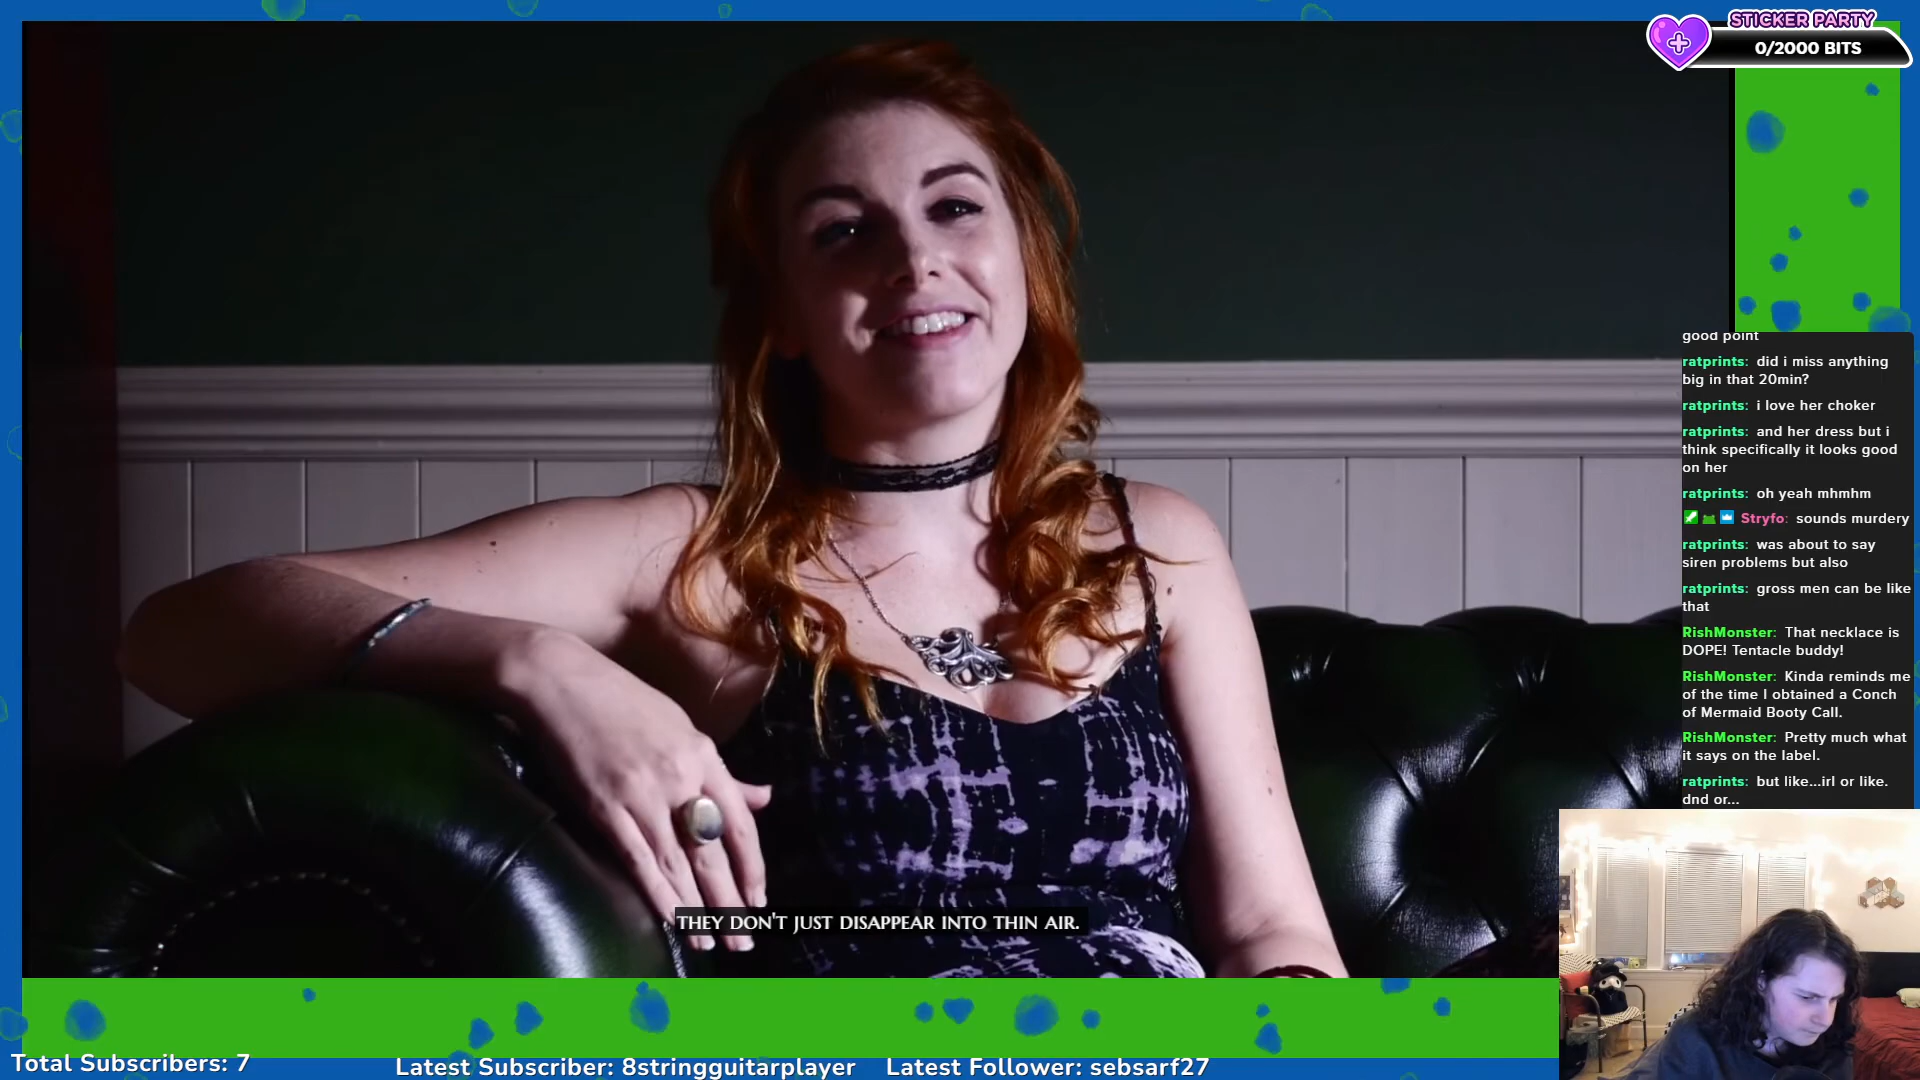 STICKER PARTY
0/2000 BITS
good point
ratprints: did i miss anything
big in that 20min?
ratprints: i love her choker
ratprints: and her dress but i
think specifically it looks good
on her
ratprints: oh yeah mhmhm
Stryfo: sounds murdery
ratprints: was about to say
siren problems but also
ratprints: gross men can be like
that
RishMonster: That necklace is
DOPE! Tentacle buddy!
RishMonster: Kinda reminds me
of the time I obtained a Conch
of Mermaid Booty Call.
RishMonster: Pretty much what
it says on the label.
ratprints: but like...irl or like.
dnd or...
THEY DON'T JUST DISAPPEAR INTO THIN AIR.
Total Subscribers: 7
Latest Subscriber: 8stringguitarplayer
Latest Follower: sebsarf27